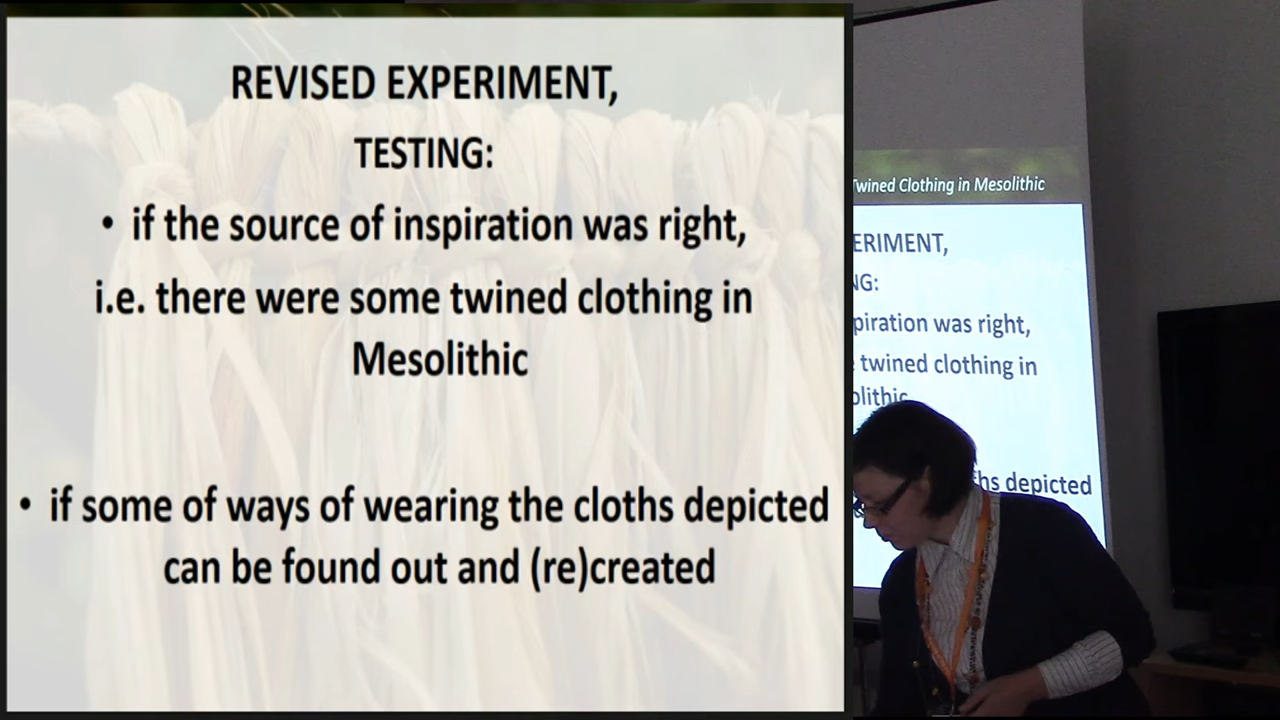 REVISED EXPERIMENT,
TESTING:
• if the source of inspiration was right,
i.e. there were some twined clothing in
Mesolithic
• if some of ways of wearing the cloths depicted
can be found out and (re)created
Twined Clothing in Mesolithic
ERIMENT,
NG:
piration was right,
twined clothing in
olithic
ths depicted